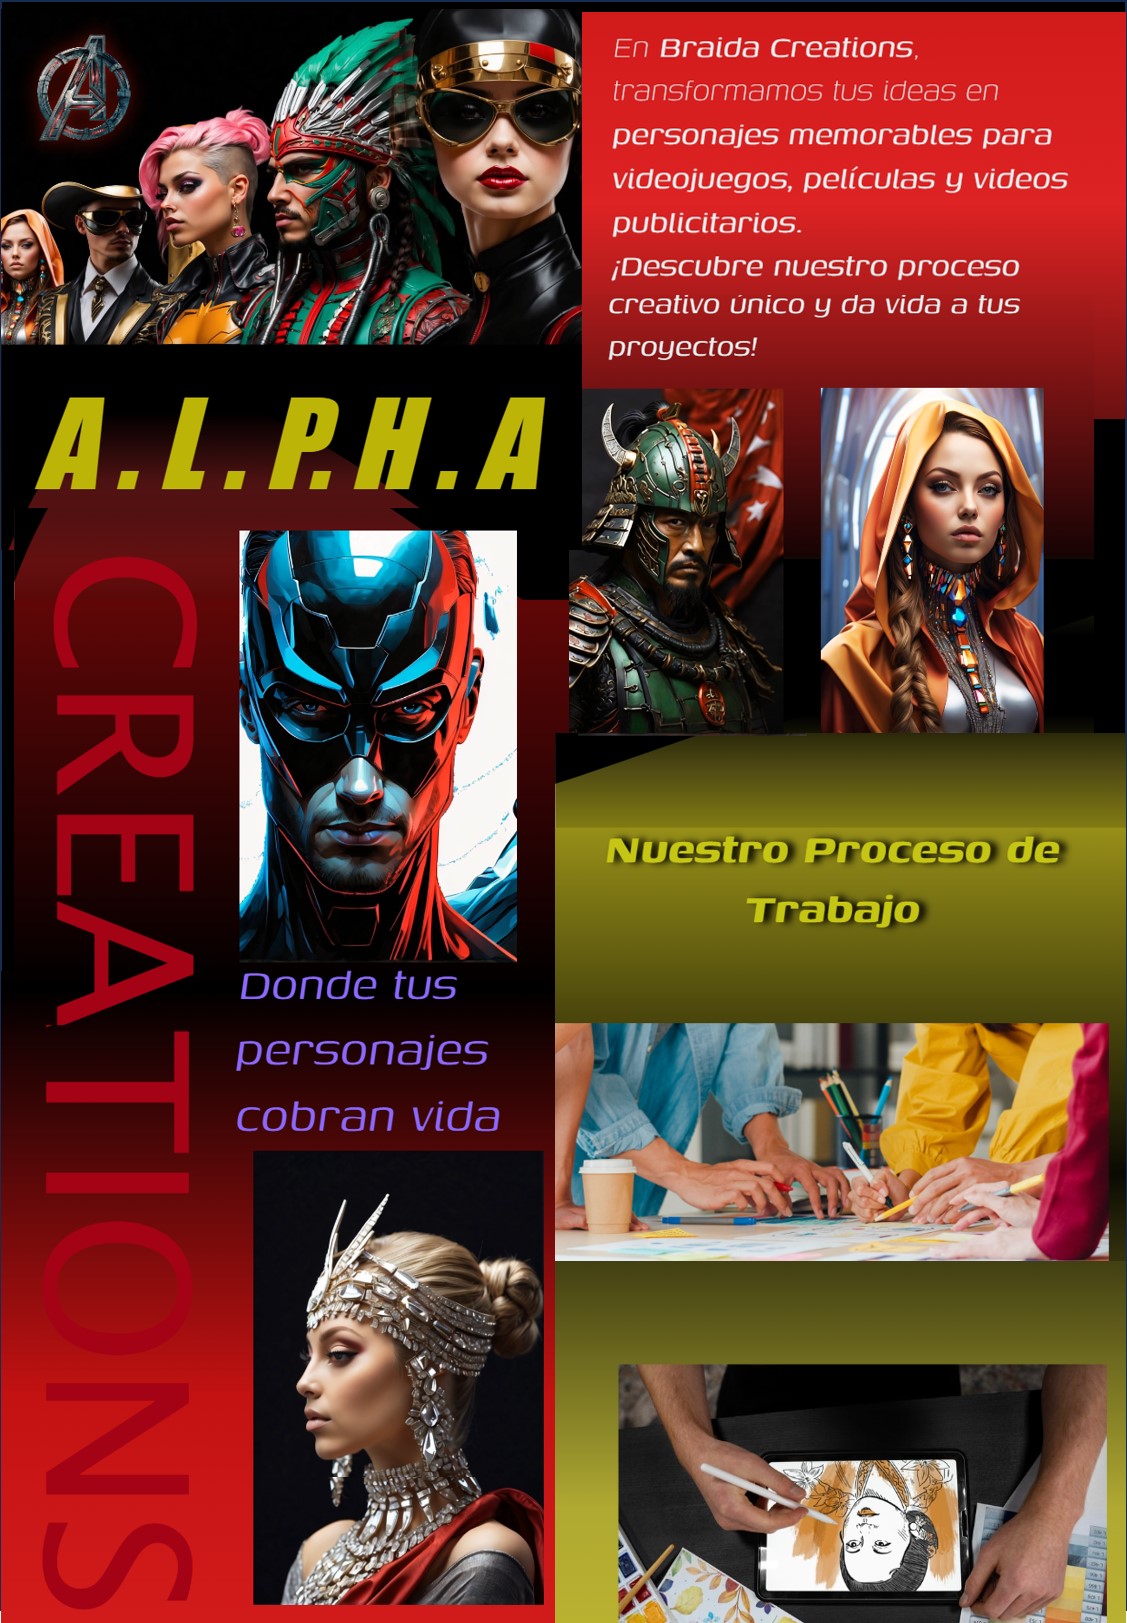 A.L.P.H.A
CREATIONS
Donde tus
personajes
cobran vida
En Braida Creations,
transformamos tus ideas en
personajes memorables para
videojuegos, películas y videos
publicitarios.
¡Descubre nuestro proceso
creativo único y da vida a tus
proyectos!
Nuestro Proceso de
Trabajo